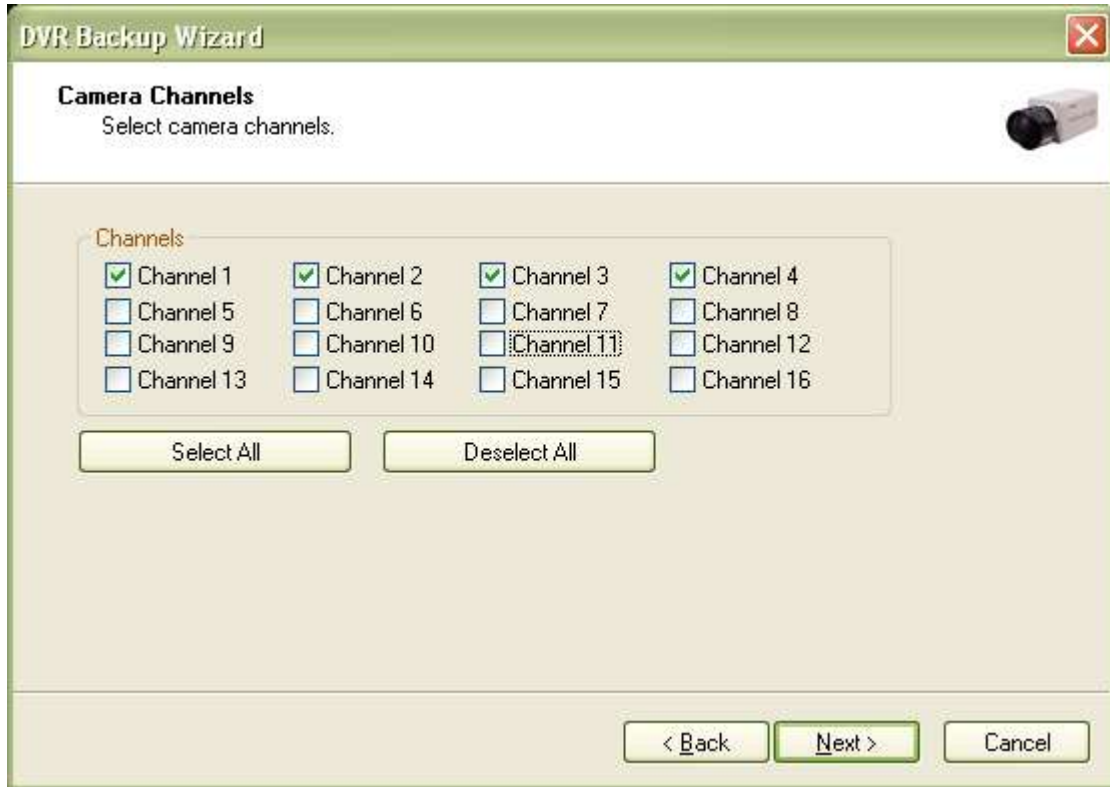 DVR Backup Wizard
Camera Channels
Select camera channels.
Channels
Channel 1 Channel 2 Channel 3 Channel 4
Channel 5 Channel 6 Channel 7 Channel 8
Channel 9 Channel 10 Channel 11 Channel 12
Channel 13 Channel 14 Channel 15 Channel 16
Select All Deselect All
< Back Next > Cancel